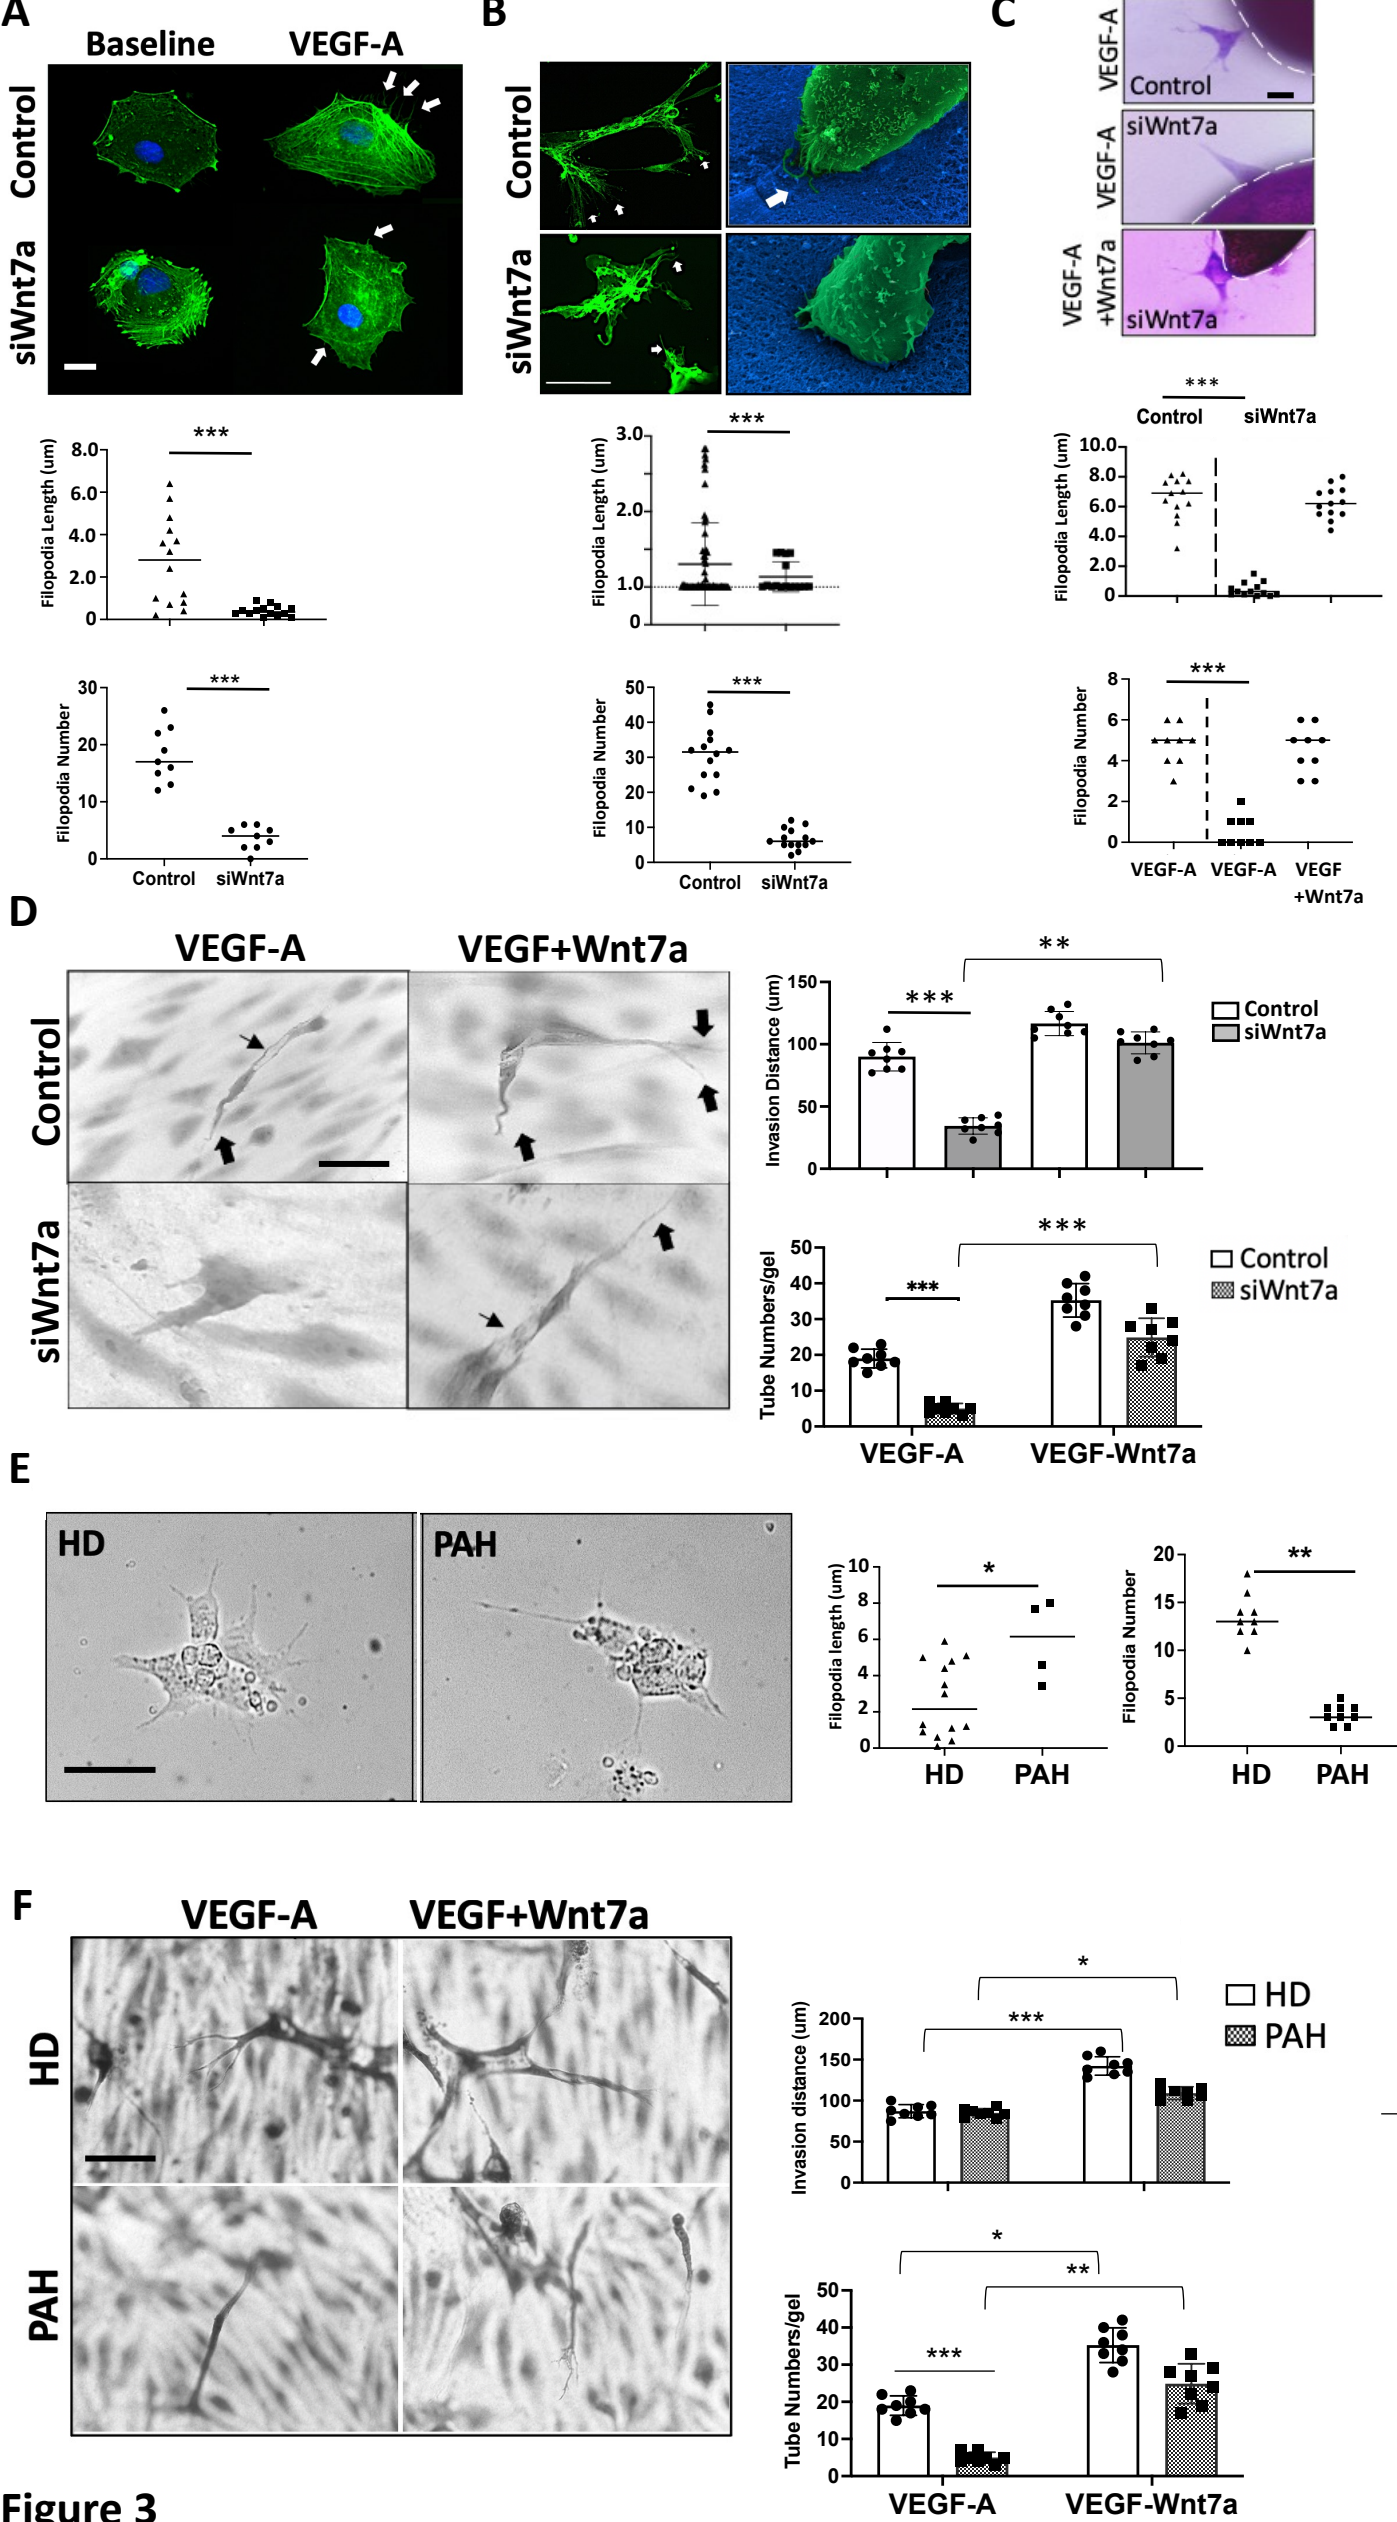 A
B
C
Baseline
VEGF-A
Control
siWnt7a
Control
siWnt7a
VEGF-A
Control
VEGF-A
siWnt7a
VEGF-A
+Wnt7a
siWnt7a
***
Filopodia Length (um)
8.0
6.0
4.0
2.0
0
***
Filopodia Number
30
20
10
0
Control
siWnt7a
***
Filopodia Length (um)
3.0
2.0
1.0
0
***
Filopodia Number
50
40
30
20
10
0
Control
siWnt7a
***
Control
siWnt7a
Filopodia Length (um)
10.0
8.0
6.0
4.0
2.0
0
***
Filopodia Number
8
6
4
2
0
VEGF-A
VEGF-A
VEGF
+Wnt7a
D
VEGF-A
VEGF+Wnt7a
Control
siWnt7a
**
***
Invasion Distance (um)
150
100
50
0
Control
siWnt7a
***
***
Tube Numbers/gel
50
40
30
20
10
0
Control
siWnt7a
VEGF-A
VEGF-Wnt7a
E
HD
PAH
*
Filopodia length (um)
10
8
6
4
2
0
HD
PAH
**
Filopodia Number
20
15
10
5
0
HD
PAH
F
VEGF-A
VEGF+Wnt7a
HD
PAH
*
***
Invasion distance (um)
200
150
100
50
0
HD
PAH
*
**
***
Tube Numbers/gel
50
40
30
20
10
0
VEGF-A
VEGF-Wnt7a
Figure 3